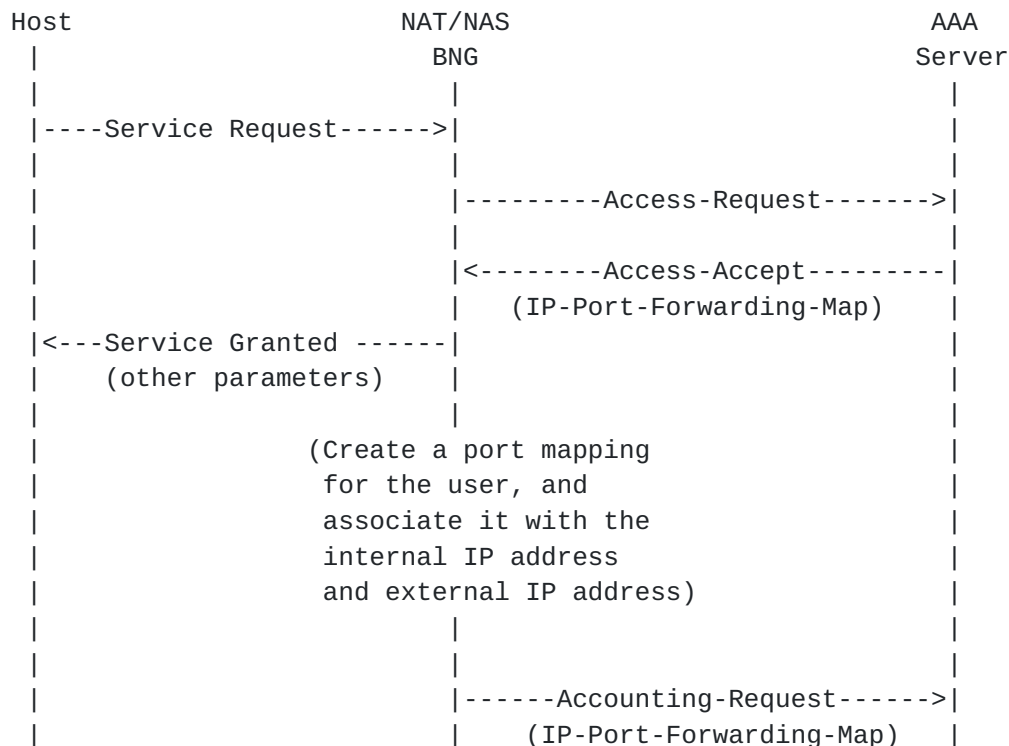 Host                     NAT/NAS                           AAA
 |                         BNG                            Server
 |                          |                               |
 |----Service Request------>|                               |
 |                          |                               |
 |                          |---------Access-Request------->|
 |                          |                               |
 |                          |<--------Access-Accept---------|
 |                          |   (IP-Port-Forwarding-Map)    |
 |<---Service Granted ------|                               |
 |    (other parameters)    |                               |
 |                          |                               |
 |                 (Create a port mapping                   |
 |                  for the user, and                       |
 |                  associate it with the                   |
 |                  internal IP address                     |
 |                  and external IP address)                |
 |                          |                               |
 |                          |                               |
 |                          |------Accounting-Request------>|
 |                          |    (IP-Port-Forwarding-Map)   |